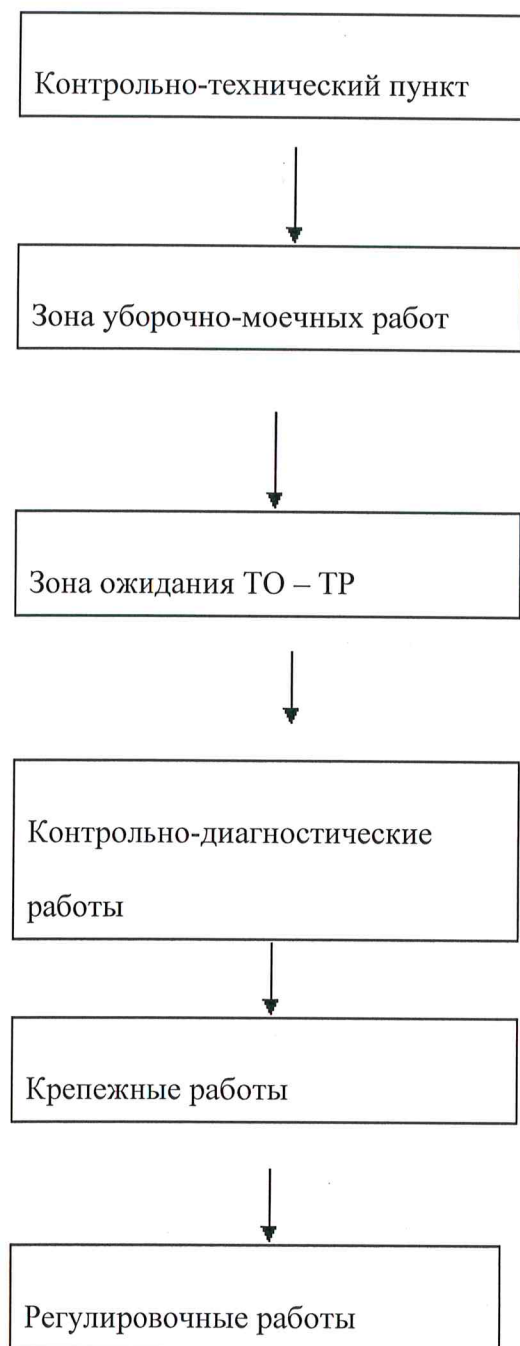 Контрольно-технический пункт
Зона уборочно-моечных работ
Зона ожидания ТО – ТР
Контрольно-диагностические
работы
Крепежные работы
Регулировочные работы